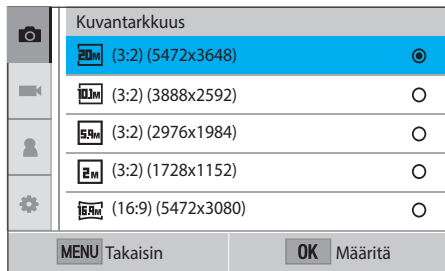 Kuvantarkkuus
20M (3:2) (5472x3648)
10.1M (3:2) (3888x2592)
5.9M (3:2) (2976x1984)
2M (3:2) (1728x1152)
16.9M (16:9) (5472x3080)
MENU Takaisin OK Määritä